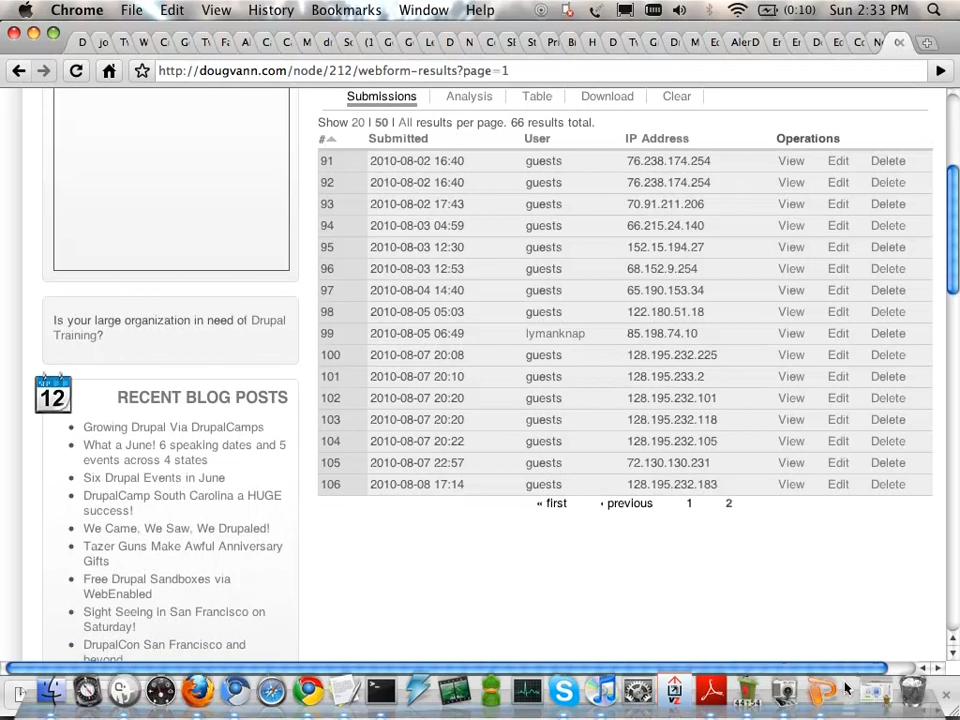 Chrome File Edit View History Bookmarks Window Help (0:10) Sun 2:33 PM
http://dougvann.com/node/212/webform-results?page=1
Submissions Analysis Table Download Clear
Show 20 | 50 | All results per page. 66 results total.
# Submitted User IP Address Operations
91 2010-08-02 16:40 guests 76.238.174.254 View Edit Delete
92 2010-08-02 16:40 guests 76.238.174.254 View Edit Delete
93 2010-08-02 17:43 guests 70.91.211.206 View Edit Delete
94 2010-08-03 04:59 guests 66.215.24.140 View Edit Delete
95 2010-08-03 12:30 guests 152.15.194.27 View Edit Delete
96 2010-08-03 12:53 guests 68.152.9.254 View Edit Delete
97 2010-08-04 14:40 guests 65.190.153.34 View Edit Delete
98 2010-08-05 05:03 guests 122.180.51.18 View Edit Delete
99 2010-08-05 06:49 lymanknap 85.198.74.10 View Edit Delete
100 2010-08-07 20:08 guests 128.195.232.225 View Edit Delete
101 2010-08-07 20:10 guests 128.195.233.2 View Edit Delete
102 2010-08-07 20:20 guests 128.195.232.101 View Edit Delete
103 2010-08-07 20:20 guests 128.195.232.118 View Edit Delete
104 2010-08-07 20:22 guests 128.195.232.105 View Edit Delete
105 2010-08-07 22:57 guests 72.130.130.231 View Edit Delete
106 2010-08-08 17:14 guests 128.195.232.183 View Edit Delete
« first ‹ previous 1 2
Is your large organization in need of Drupal
Training?
12
RECENT BLOG POSTS
Growing Drupal Via DrupalCamps
What a June! 6 speaking dates and 5
events across 4 states
Six Drupal Events in June
DrupalCamp South Carolina a HUGE
success!
We Came, We Saw, We Drupaled!
Tazer Guns Make Awful Anniversary
Gifts
Free Drupal Sandboxes via
WebEnabled
Sight Seeing in San Francisco on
Saturday!
DrupalCon San Francisco and
beyond